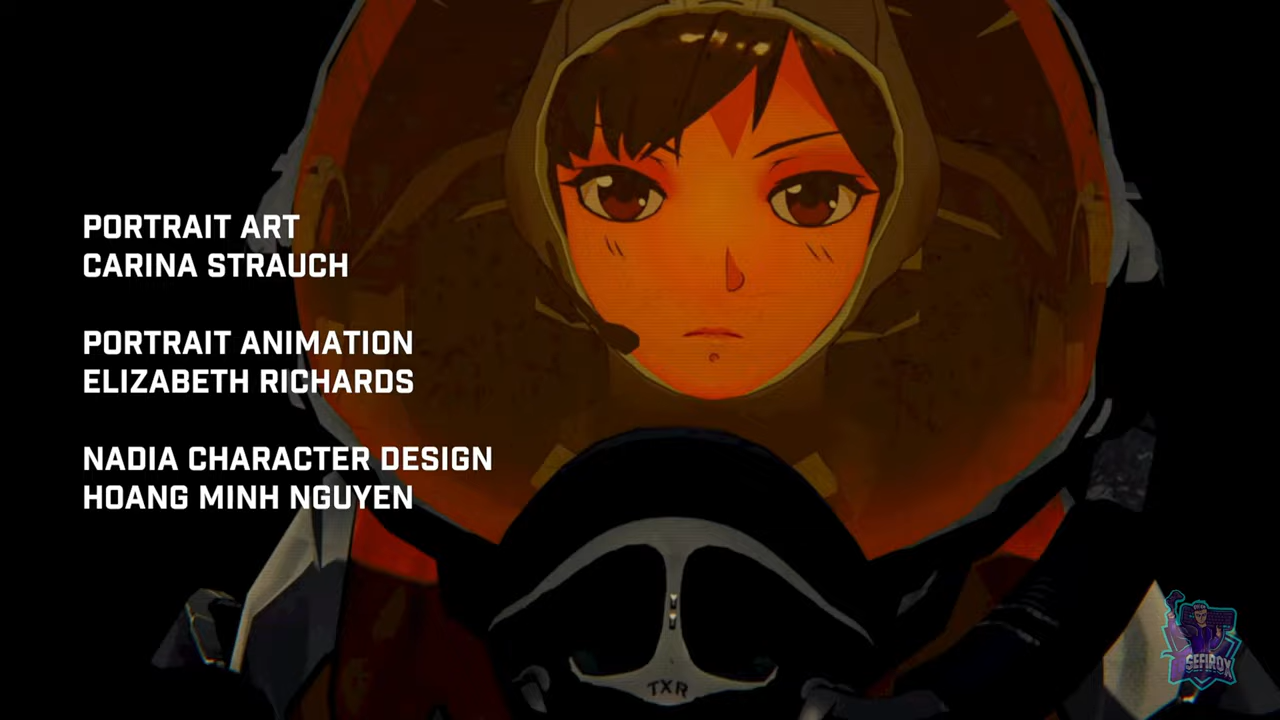 PORTRAIT ART
CARINA STRAUCH
PORTRAIT ANIMATION
ELIZABETH RICHARDS
NADIA CHARACTER DESIGN
HOANG MINH NGUYEN
TXR
SEFIROX